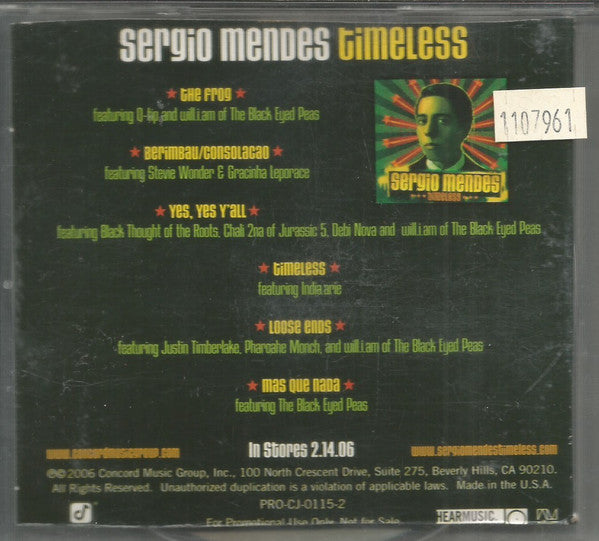 sergio mendes timeless
★ the frog ★
featuring Q-tip and will.i.am of The Black Eyed Peas
1107961
★ Berimbau/Consolacao ★
featuring Stevie Wonder & Gracinha Leporace
sergio mendes
timeless
★ Yes, Yes Y'all ★
featuring Black Thought of the Roots, Chali 2na of Jurassic 5, Debi Nova and will.i.am of The Black Eyed Peas
★ timeless ★
featuring India.arie
★ Loose ends ★
featuring Justin Timberlake, Pharoahe Monch, and will.i.am of The Black Eyed Peas
★ mas que nada ★
featuring The Black Eyed Peas
www.concordmusicgroup.com In Stores 2.14.06 www.sergiomendestimeless.com
℗©2006 Concord Music Group, Inc., 100 North Crescent Drive, Suite 275, Beverly Hills, CA 90210.
All Rights Reserved. Unauthorized duplication is a violation of applicable laws. Made in the U.S.A.
PRO-CJ-0115-2
For Promotional Use Only. Not for Sale.
HEARMUSIC.